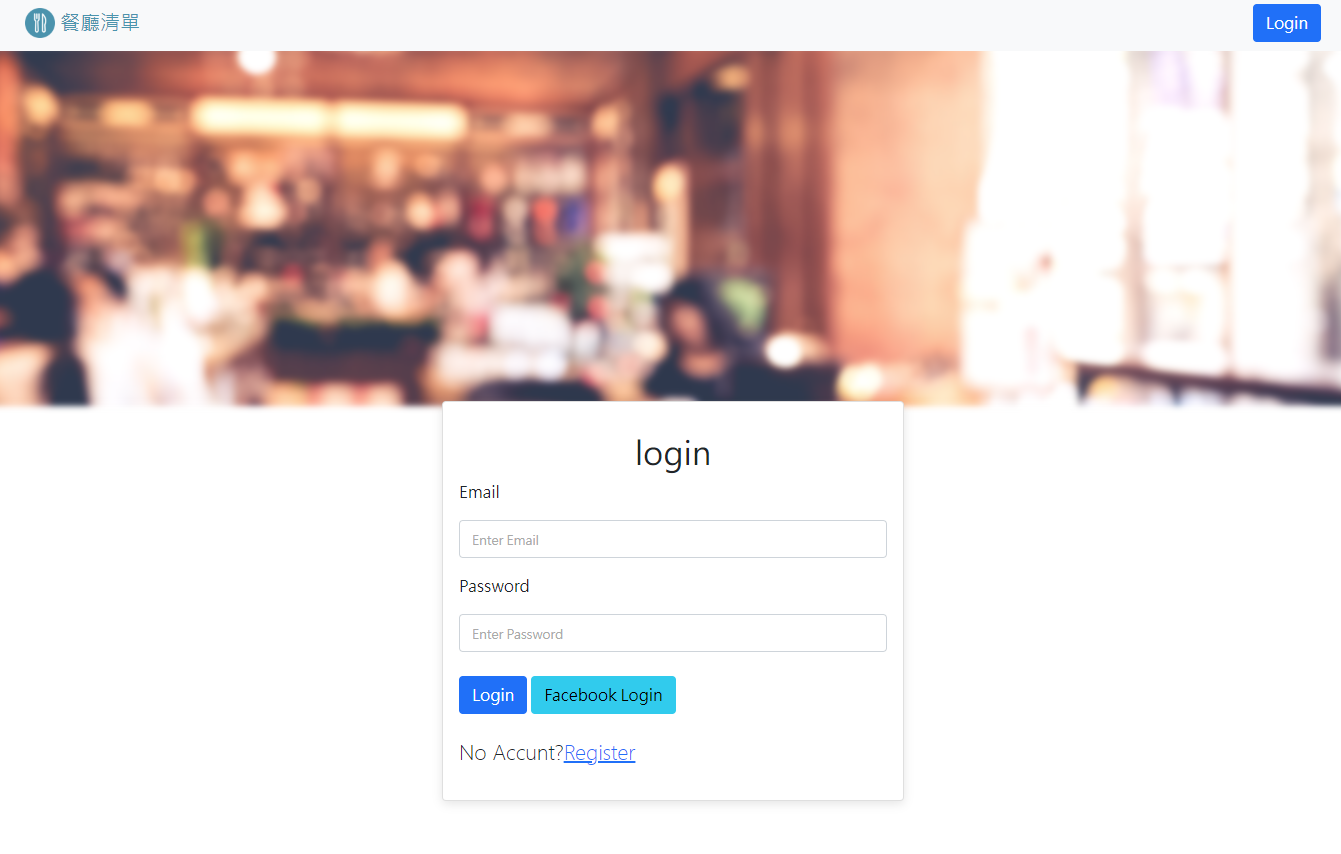 餐廳清單
Login
login
Email
Enter Email
Password
Enter Password
Login Facebook Login
No Accunt?Register